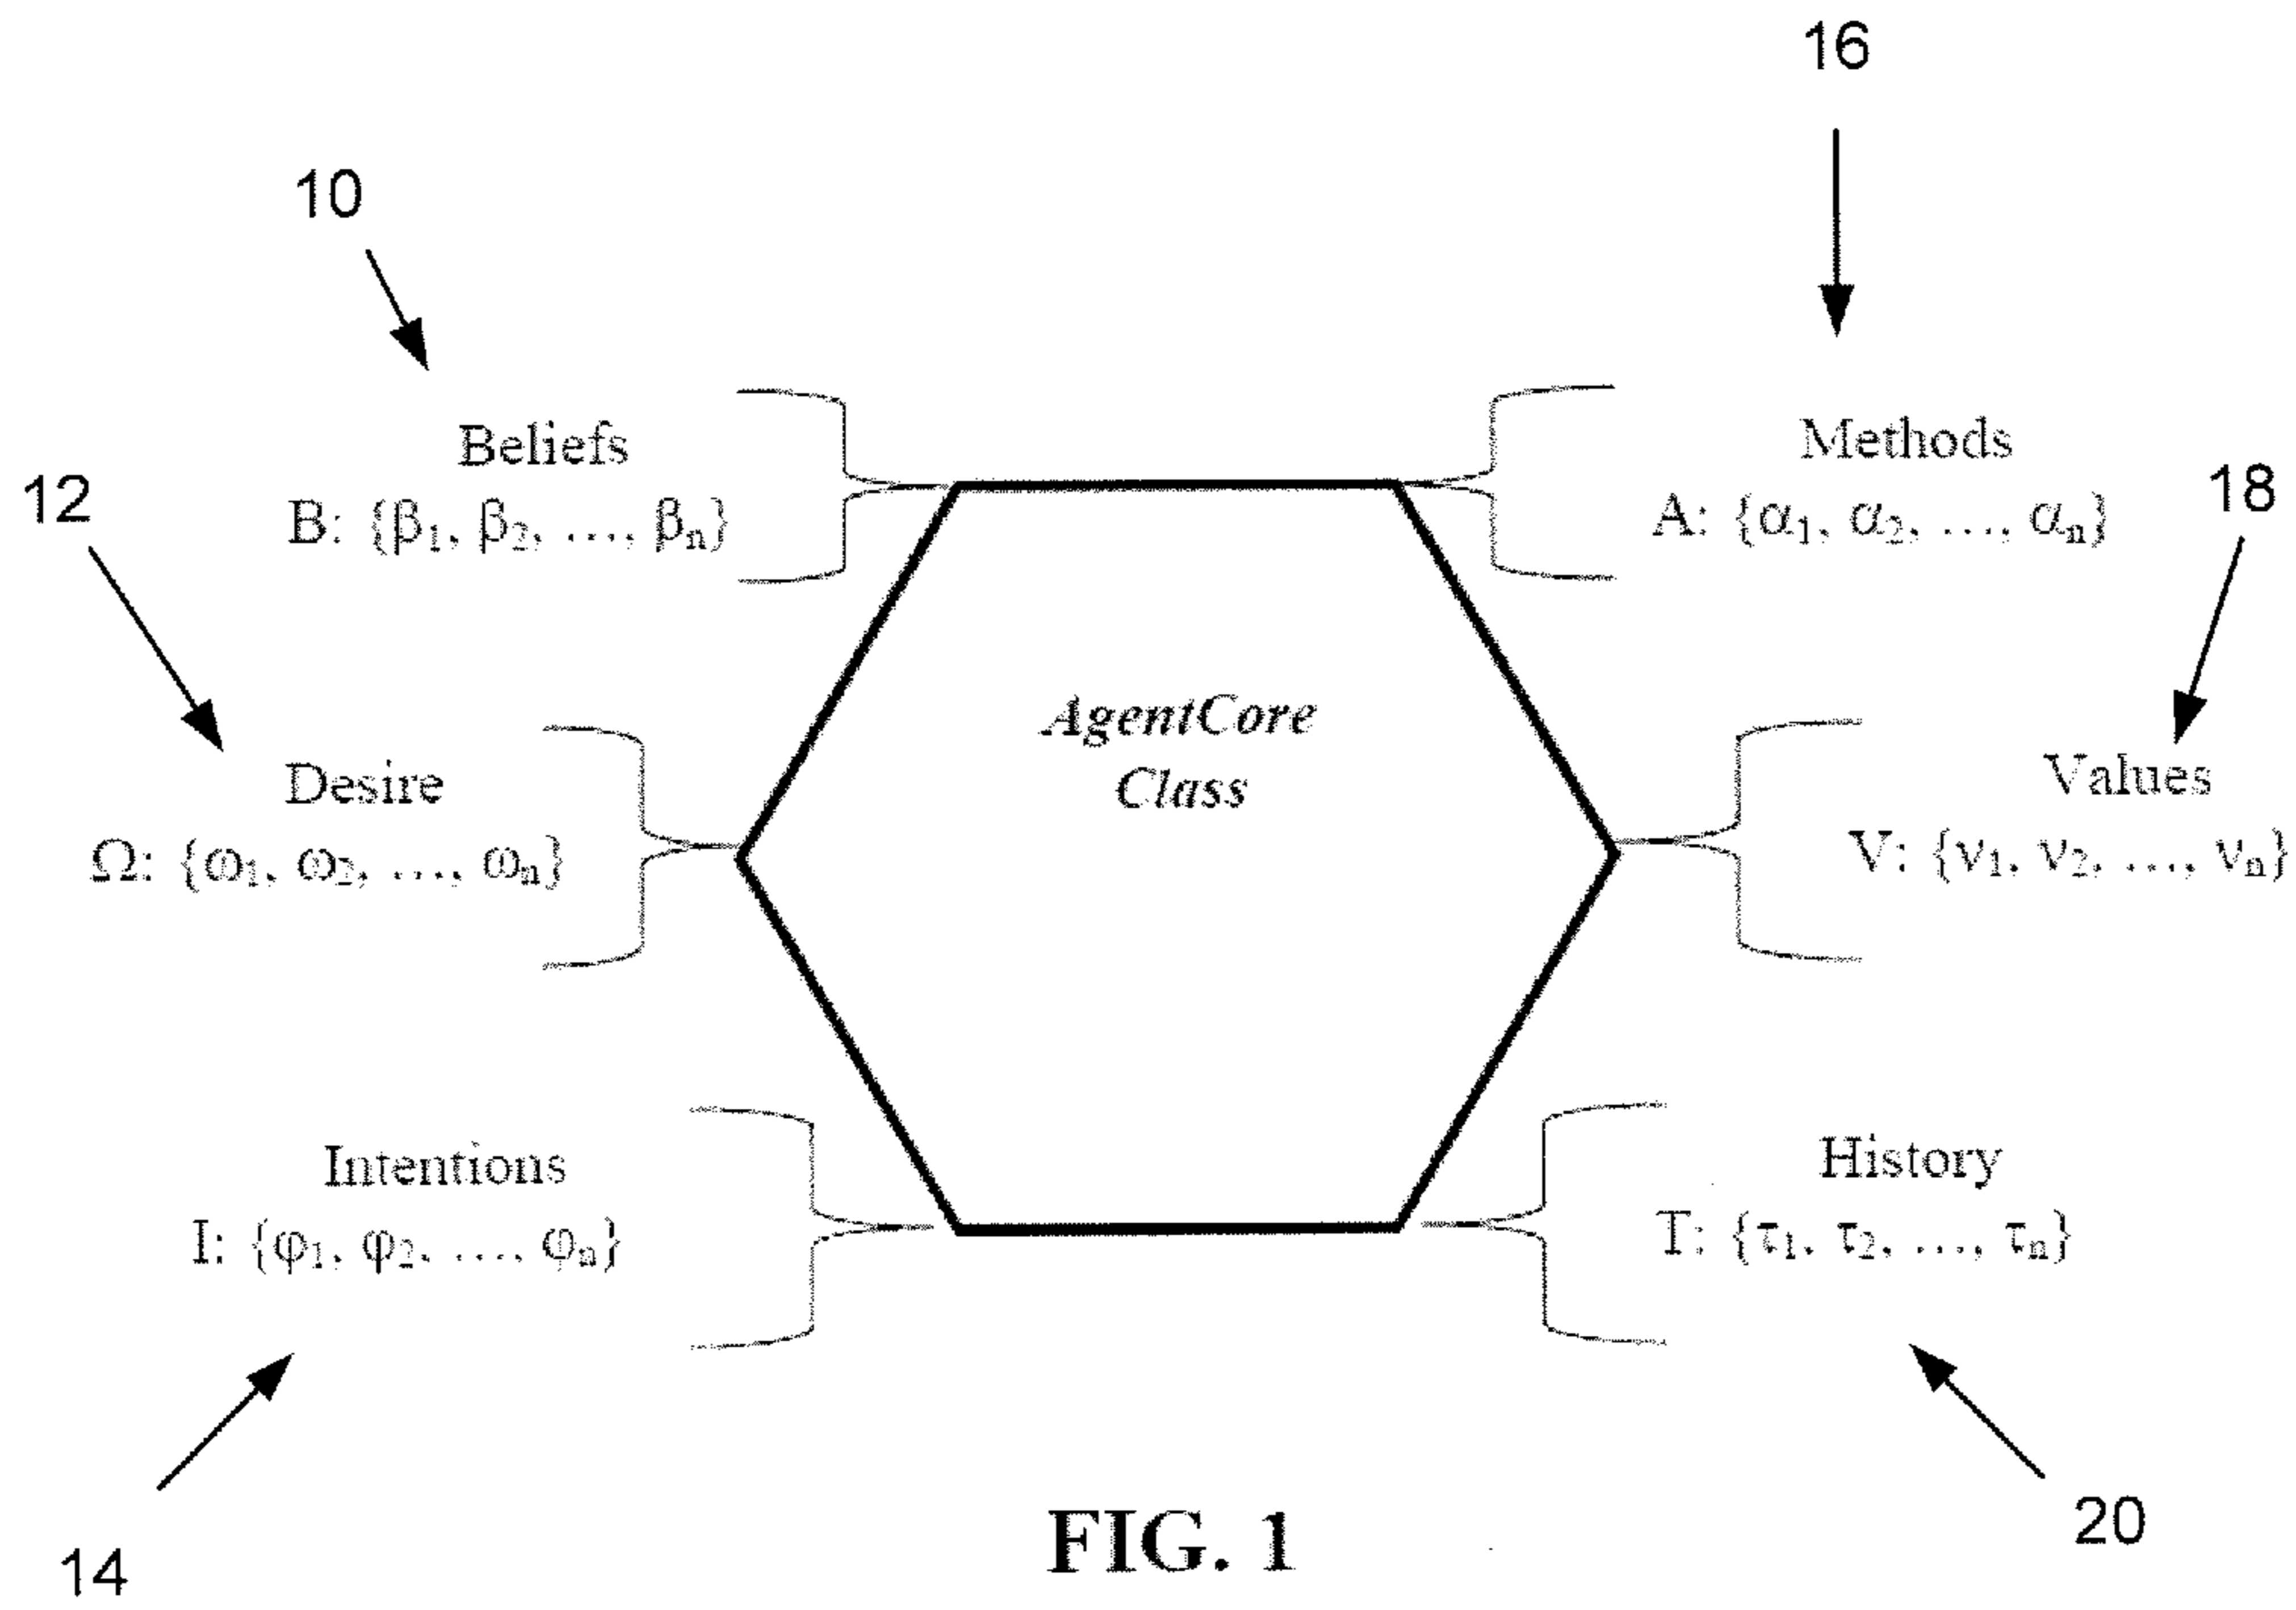 16
10
Beliefs
B: {β₁, β₂, …, βₙ}
Methods
A: {α₁, α₂, …, αₙ}
12
18
AgentCore
Class
Desire
Ω: {ω₁, ω₂, …, ωₙ}
Values
V: {ν₁, ν₂, …, νₙ}
Intentions
I: {φ₁, φ₂, …, φₙ}
History
T: {τ₁, τ₂, …, τₙ}
14
20
FIG. 1